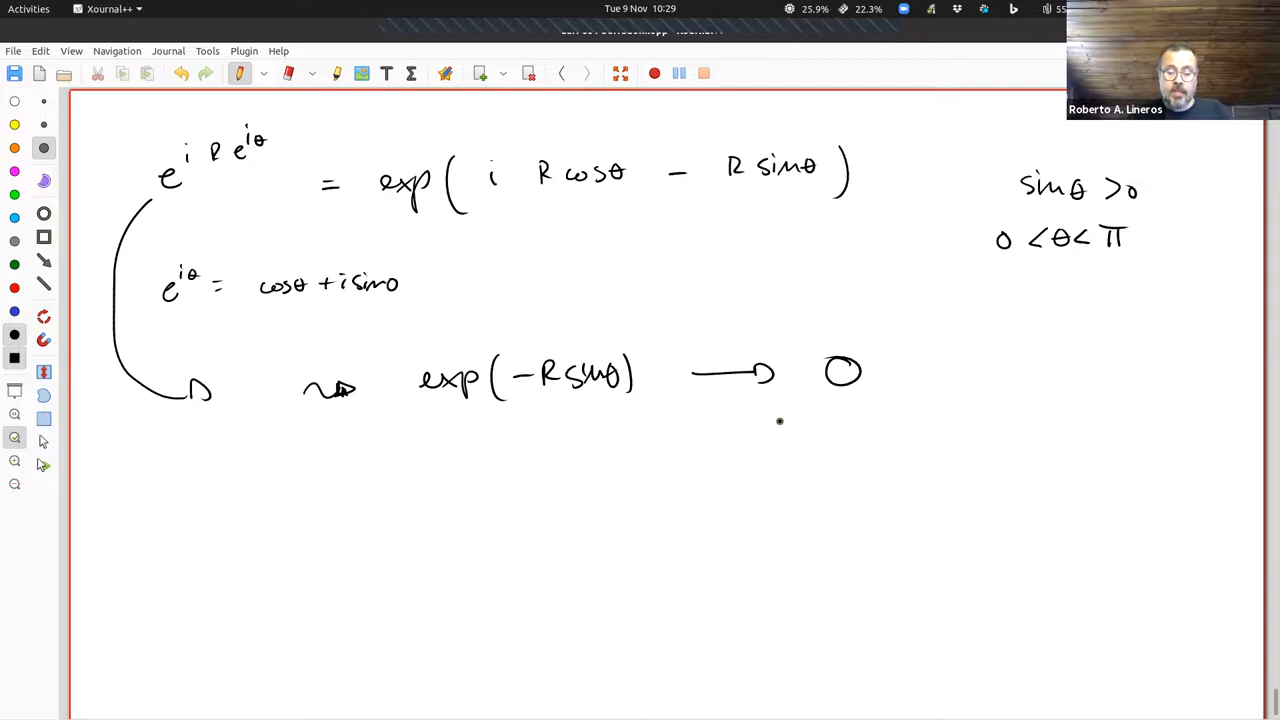 Activities Xournal++ Tue 9 Nov 10:29 25.9% 22.3% 55
File Edit View Navigation Journal Tools Plugin Help
Roberto A. Lineros
e^{i R e^{iθ}} = exp( i R cosθ - R sinθ )
sinθ >0
0 <θ< π
e^{iθ} = cosθ + i sinθ
exp(-R sinθ) → 0